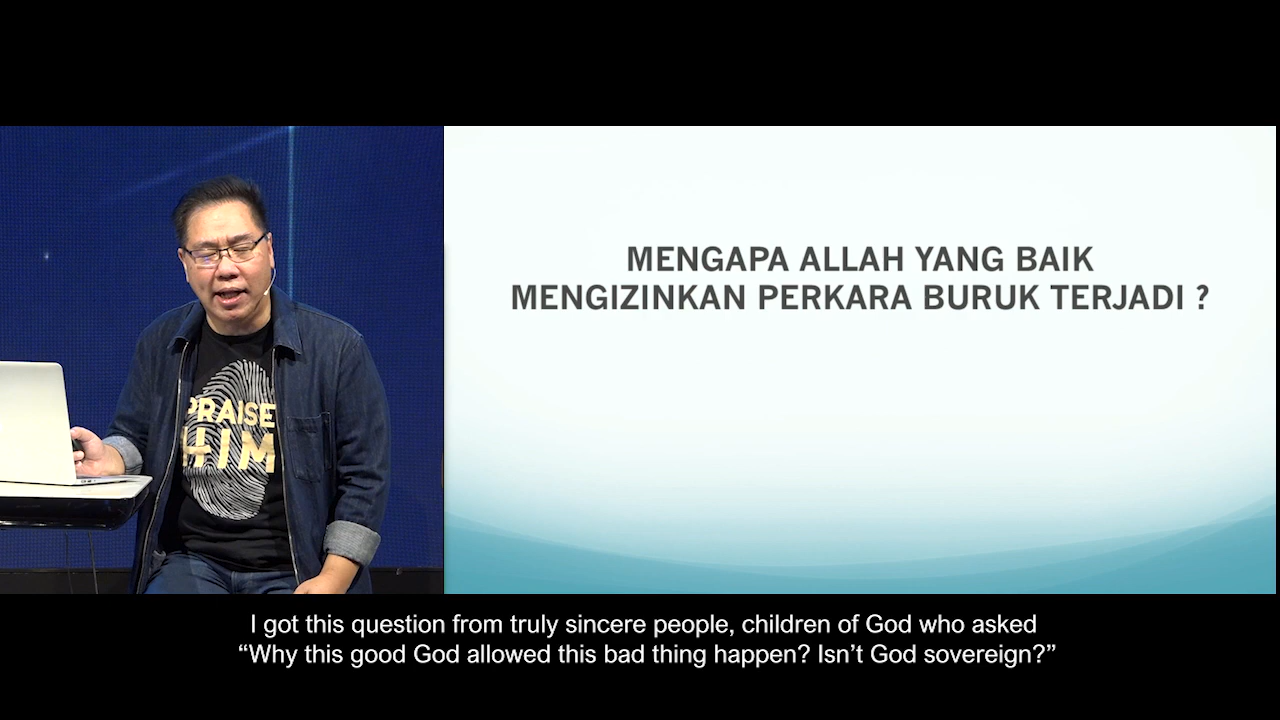 PRAISE
HIM
MENGAPA ALLAH YANG BAIK
MENGIZINKAN PERKARA BURUK TERJADI ?
I got this question from truly sincere people, children of God who asked
“Why this good God allowed this bad thing happen? Isn’t God sovereign?”